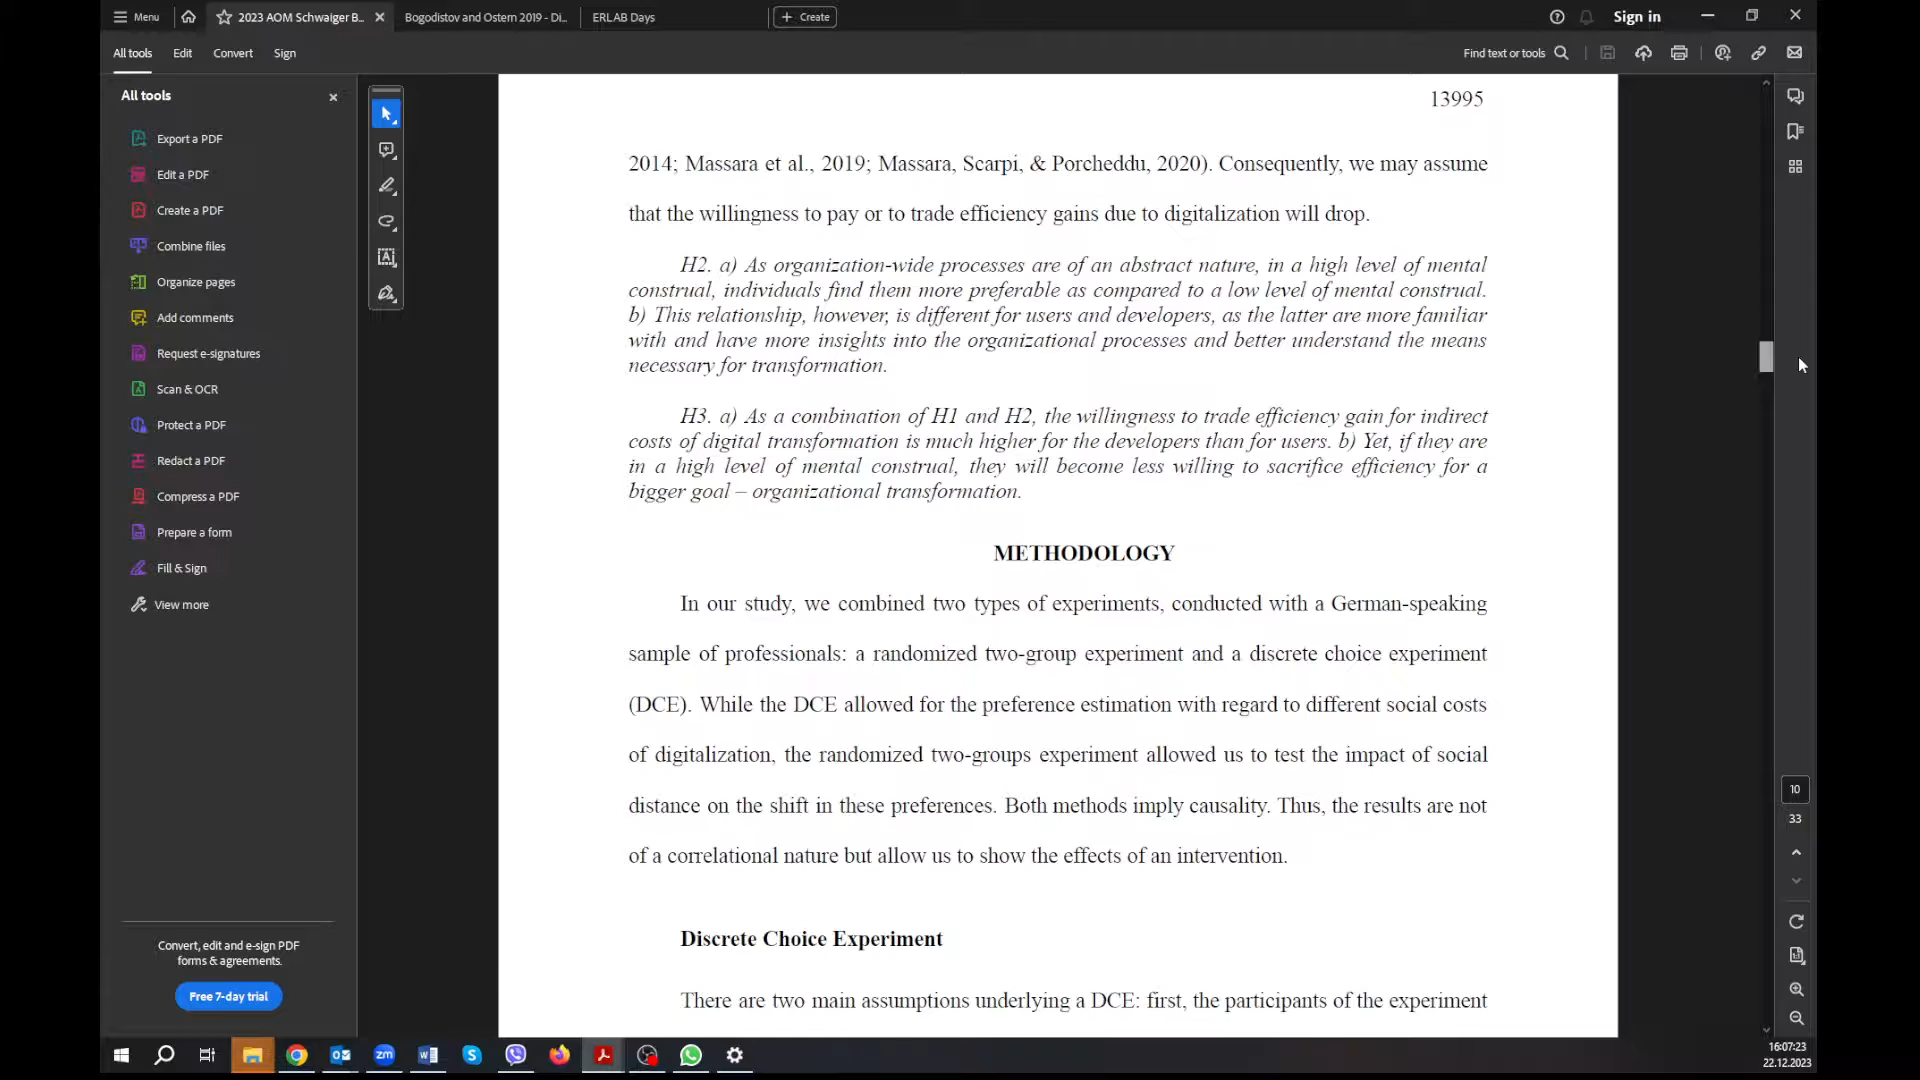 Menu
2023 AOM Schwaiger B...
Bogodistov and Ostern 2019 - Di...
ERLAB Days
Create
Sign in
All tools
Edit
Convert
Sign
Find text or tools
All tools
Export a PDF
Edit a PDF
Create a PDF
Combine files
Organize pages
Add comments
Request e-signatures
Scan & OCR
Protect a PDF
Redact a PDF
Compress a PDF
Prepare a form
Fill & Sign
View more
Convert, edit and e-sign PDF
forms & agreements.
Free 7-day trial
13995
2014; Massara et al., 2019; Massara, Scarpi, & Porcheddu, 2020). Consequently, we may assume
that the willingness to pay or to trade efficiency gains due to digitalization will drop.
H2. a) As organization-wide processes are of an abstract nature, in a high level of mental
construal, individuals find them more preferable as compared to a low level of mental construal.
b) This relationship, however, is different for users and developers, as the latter are more familiar
with and have more insights into the organizational processes and better understand the means
necessary for transformation.
H3. a) As a combination of H1 and H2, the willingness to trade efficiency gain for indirect
costs of digital transformation is much higher for the developers than for users. b) Yet, if they are
in a high level of mental construal, they will become less willing to sacrifice efficiency for a
bigger goal – organizational transformation.
METHODOLOGY
In our study, we combined two types of experiments, conducted with a German-speaking
sample of professionals: a randomized two-group experiment and a discrete choice experiment
(DCE). While the DCE allowed for the preference estimation with regard to different social costs
of digitalization, the randomized two-groups experiment allowed us to test the impact of social
distance on the shift in these preferences. Both methods imply causality. Thus, the results are not
of a correlational nature but allow us to show the effects of an intervention.
Discrete Choice Experiment
There are two main assumptions underlying a DCE: first, the participants of the experiment
10
33
16:07:23
22.12.2023